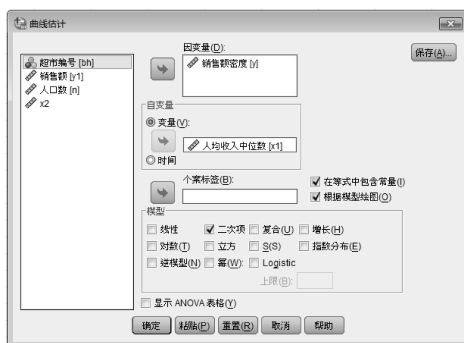 曲线估计
因变量(D):
保存(A)...
超市编号 [bh]
销售额 [y1]
人口数 [n]
x2
销售额密度 [y]
自变量
变量(V):
人均收入中位数 [x1]
时间
个案标签(B):
在等式中包含常量(I)
根据模型绘图(O)
模型
线性 二次项 复合(U) 增长(H)
对数(T) 立方 S(S) 指数分布(E)
逆模型(N) 幂(W): Logistic
上限(B):
显示 ANOVA 表格(Y)
确定 粘贴(P) 重置(R) 取消 帮助